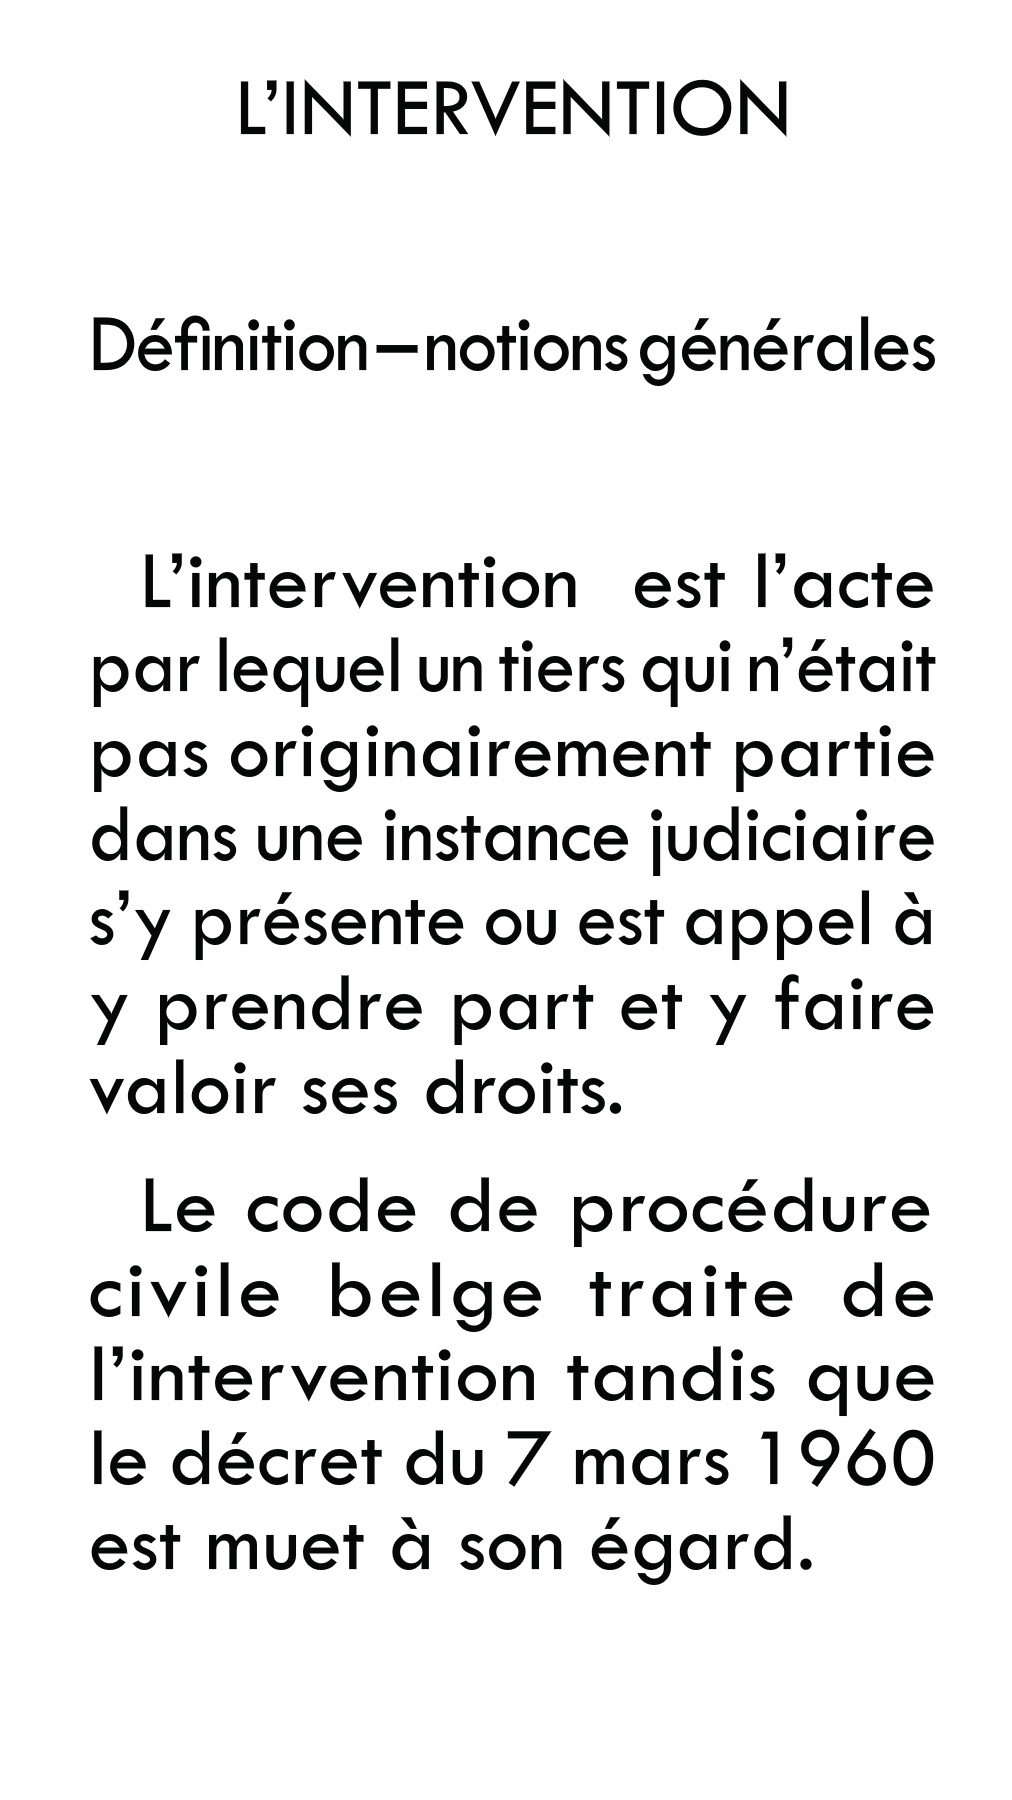 L’INTERVENTION
Définition – notions générales
L’intervention est l’acte
par lequel un tiers qui n’était
pas originairement partie
dans une instance judiciaire
s’y présente ou est appel à
y prendre part et y faire
valoir ses droits.
Le code de procédure
civile belge traite de
l’intervention tandis que
le décret du 7 mars 1960
est muet à son égard.